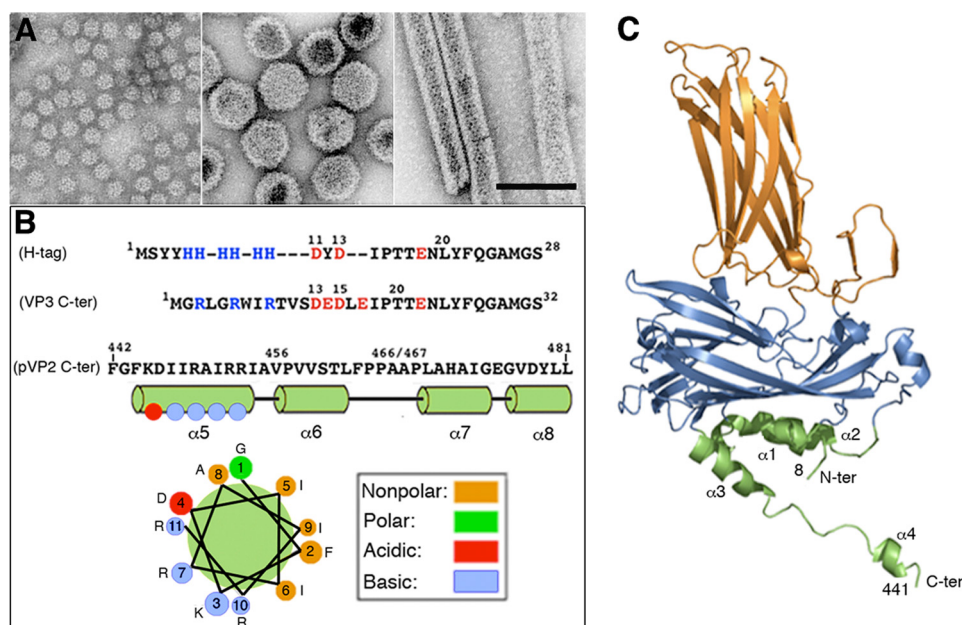 A
B
(H-tag)
11 13 20
1MSYYHH-HH-HH---DYD--IPTTENLYFQGAMGS28
(VP3 C-ter)
13 15 20
1MGRLGRWIRTVSDEDLEIPTTENLYFQGAMGS32
442 456 466/467 481
(pVP2 C-ter) FGFKDIIRAIRRIAVPVVSTLFPPAAPLAHAIGEGVDYLL
α5 α6 α7 α8
G
A 8 1
5 I
D 4
R 11
9 I
2 F
R 7
6 I
K 3 10
R
Nonpolar:
Polar:
Acidic:
Basic:
C
α1 α2
8 N-ter
α3
α4
441 C-ter